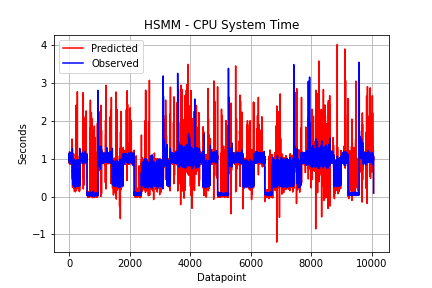 HSMM - CPU System Time
Predicted
Observed
4
3
2
1
0
−1
Seconds
0 2000 4000 6000 8000 10000
Datapoint